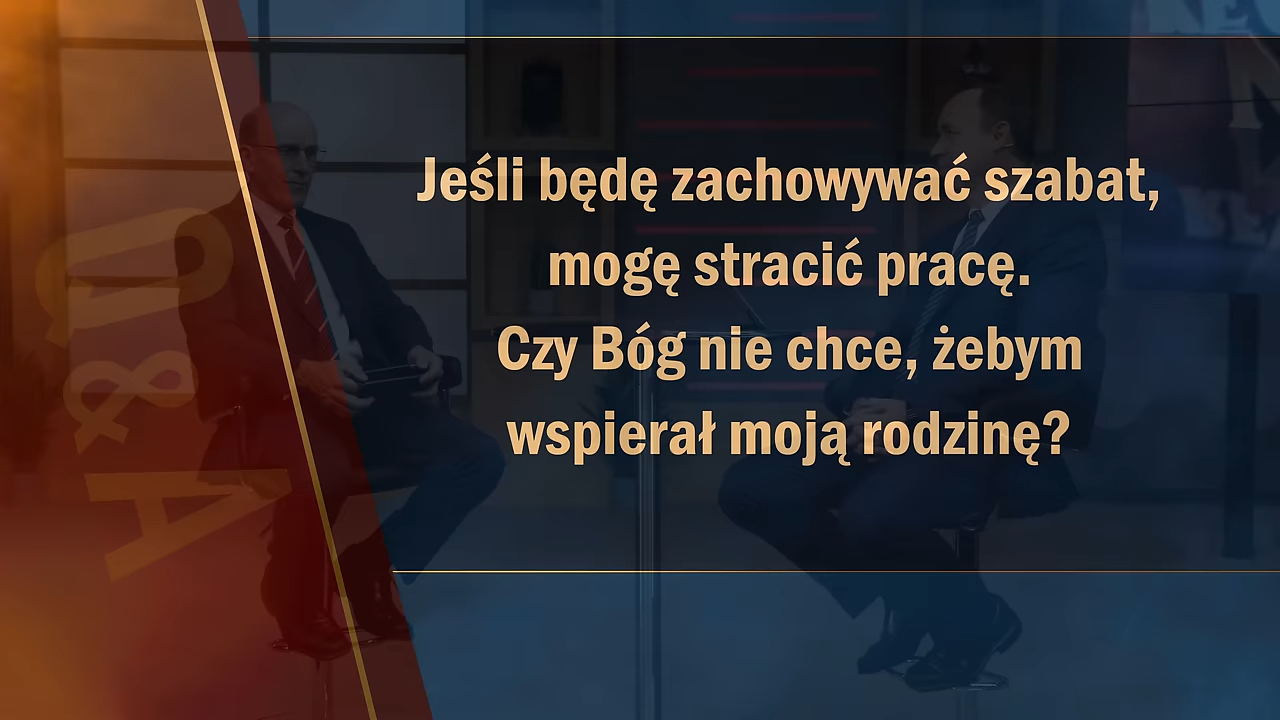 Jeśli będę zachowywać szabat,
mogę stracić pracę.
Czy Bóg nie chce, żebym
wspierał moją rodzinę?
Q&A